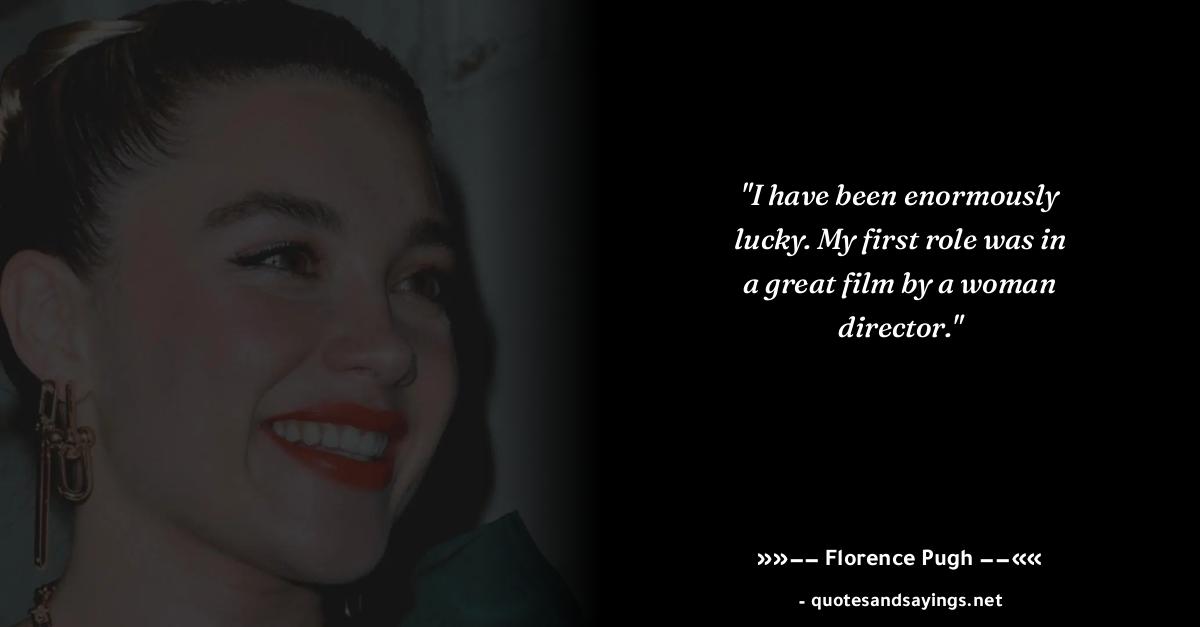 "I have been enormously
lucky. My first role was in
a great film by a woman
director."
»»−− Florence Pugh −−««
- quotesandsayings.net